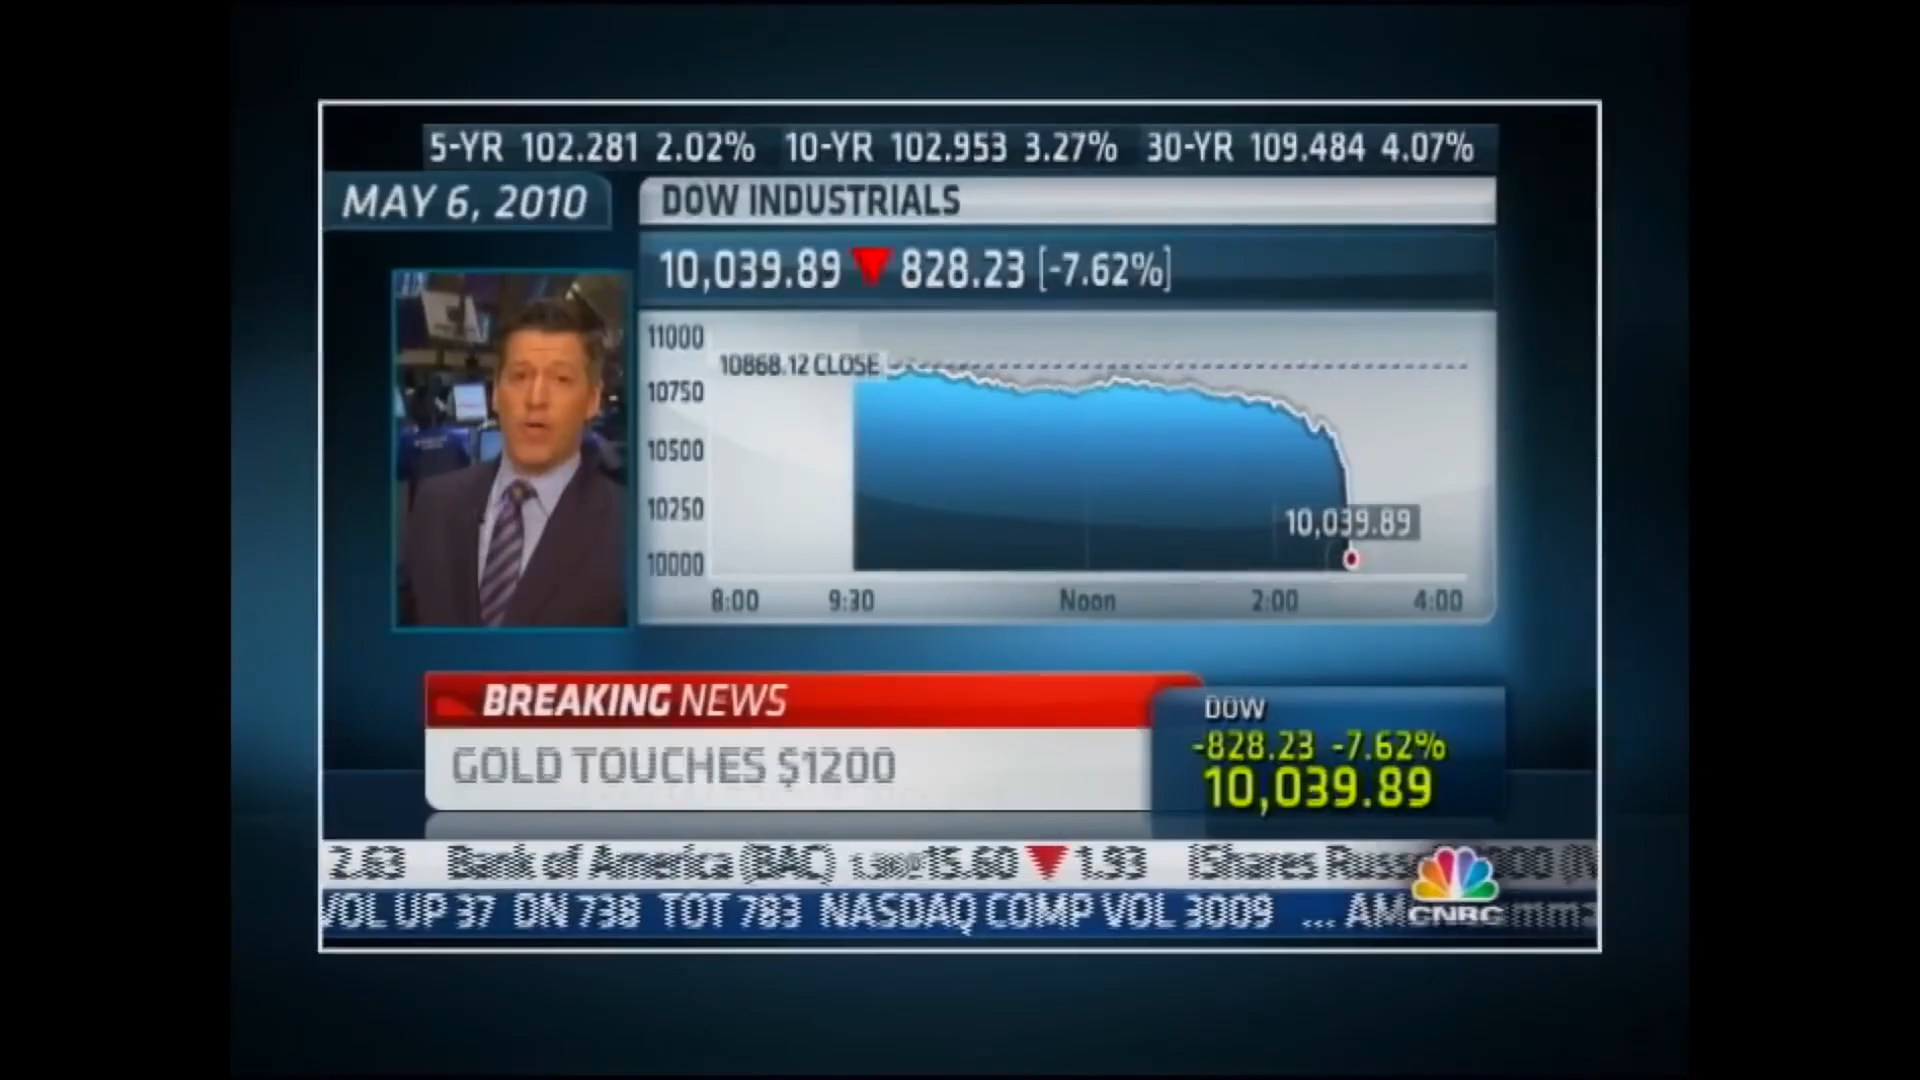 5-YR 102.281 2.02% 10-YR 102.953 3.27% 30-YR 109.484 4.07%
MAY 6, 2010
DOW INDUSTRIALS
10,039.89 ▼ 828.23 [-7.62%]
11000
10868.12 CLOSE
10750
10500
10250
10,039.89
10000
8:00 9:30 Noon 2:00 4:00
BREAKING NEWS
GOLD TOUCHES $1200
DOW
-828.23 -7.62%
10,039.89
2.63 Bank of America (BAC) 15.60 ▼ 1.93 iShares
VOL UP 37 DN 738 TOT 783 NASDAQ COMP VOL 3009 ...
CNBC